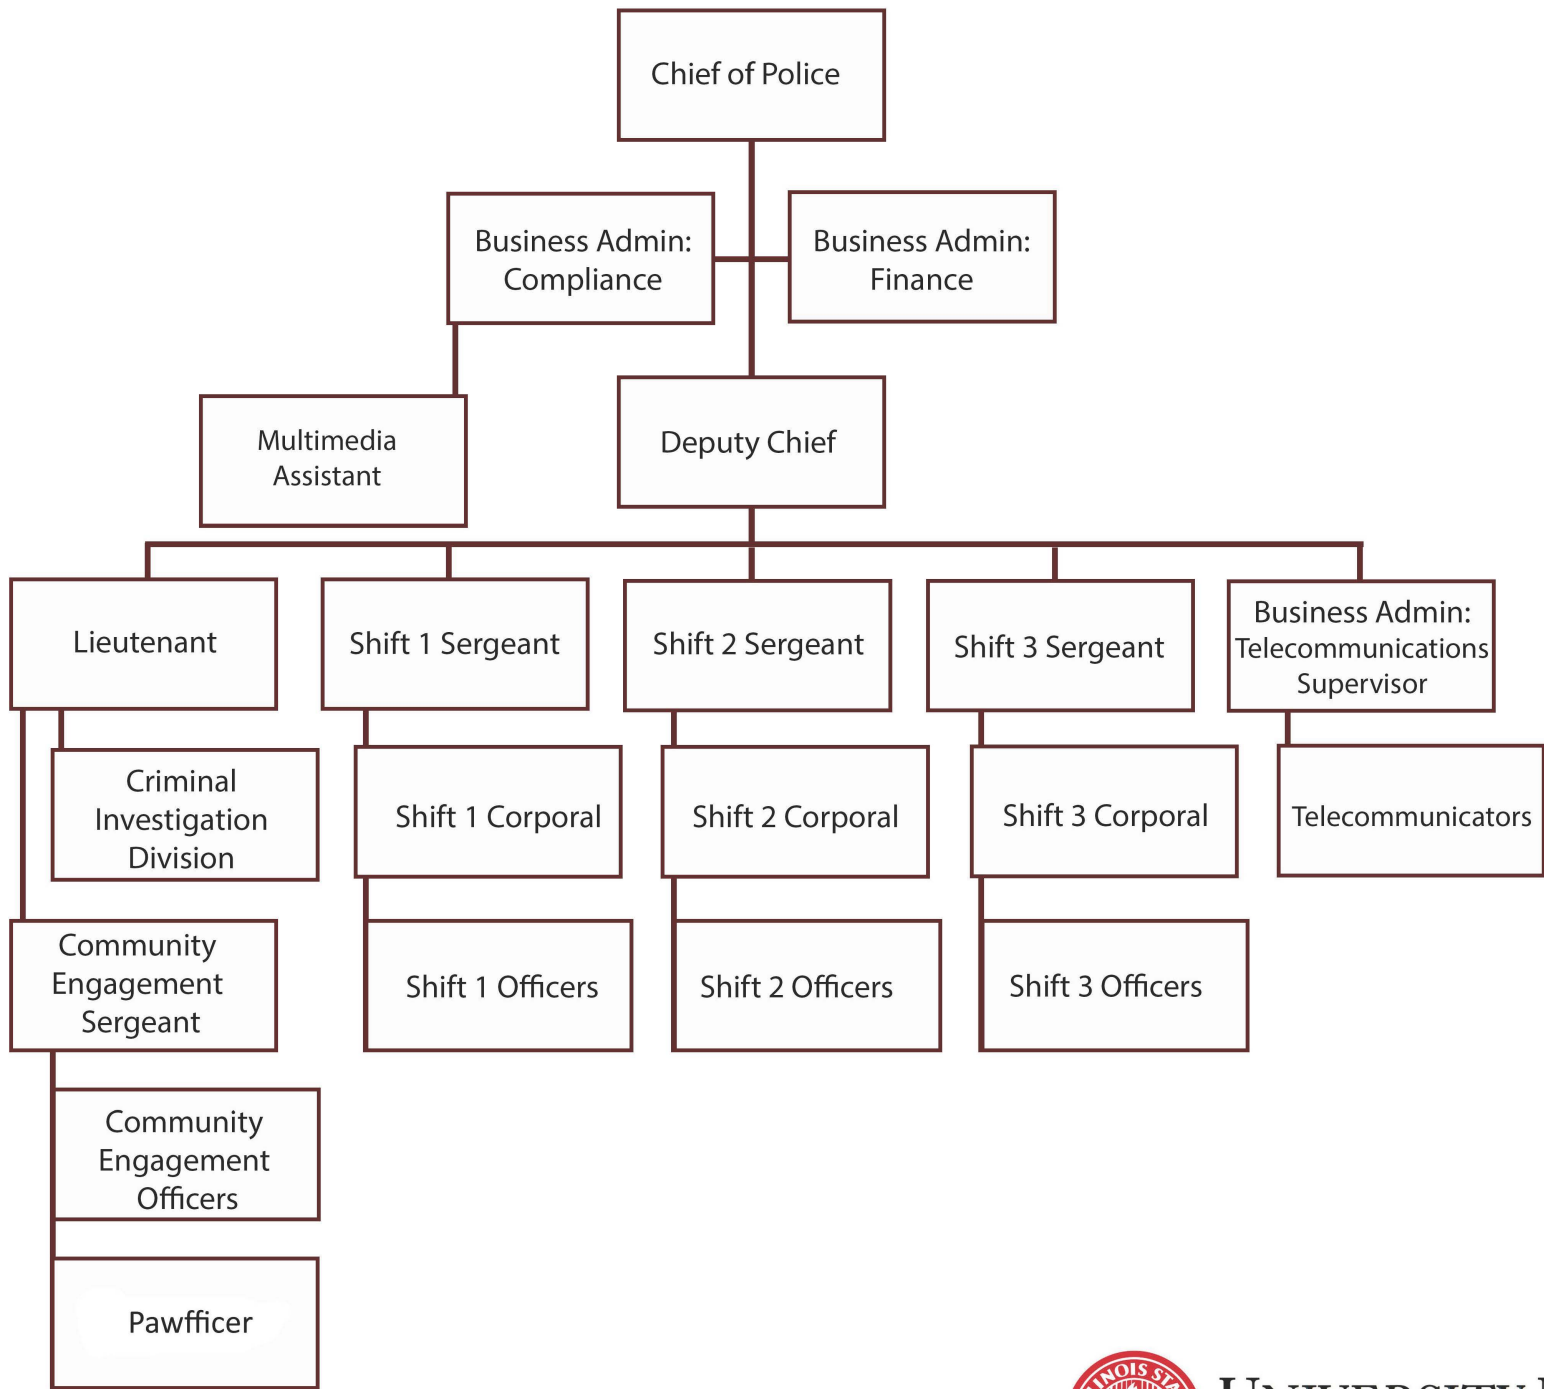 Chief of Police
Business Admin:
Compliance
Business Admin:
Finance
Multimedia
Assistant
Deputy Chief
Lieutenant
Shift 1 Sergeant
Shift 2 Sergeant
Shift 3 Sergeant
Business Admin:
Telecommunications
Supervisor
Criminal
Investigation
Division
Shift 1 Corporal
Shift 2 Corporal
Shift 3 Corporal
Telecommunicators
Community
Engagement
Sergeant
Shift 1 Officers
Shift 2 Officers
Shift 3 Officers
Community
Engagement
Officers
Pawfficer
UNIVERSITY